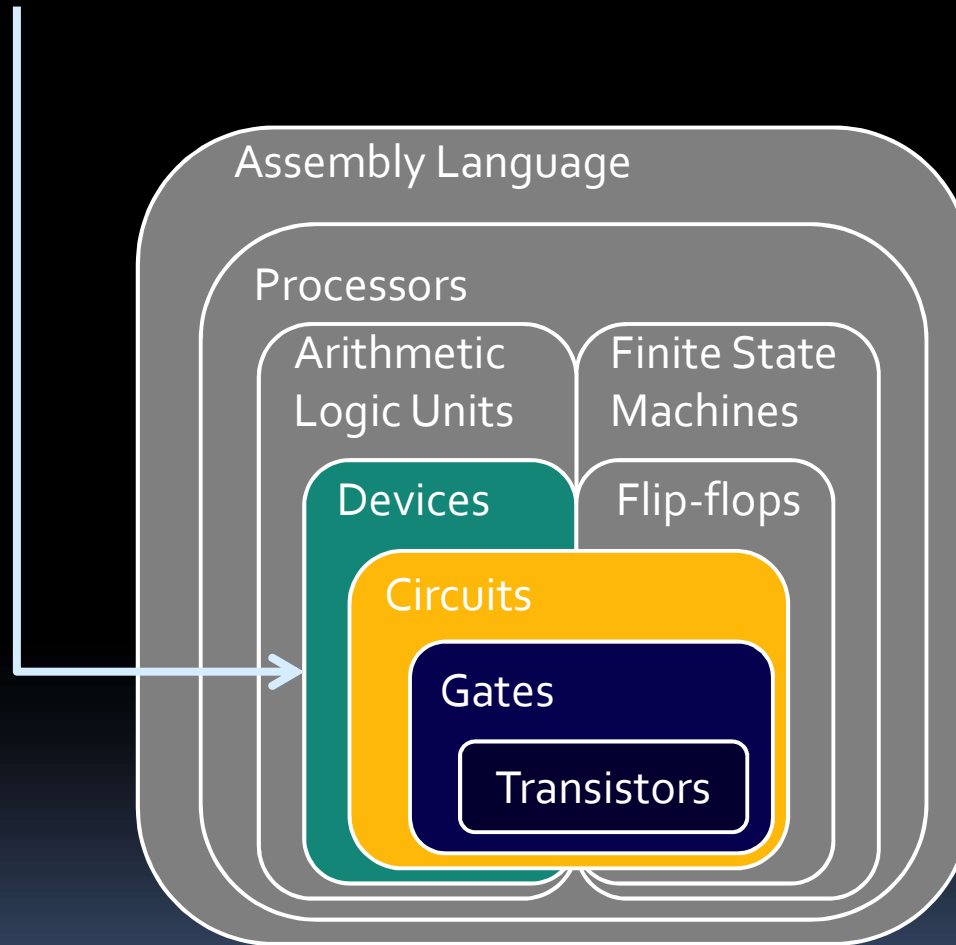 Assembly Language
Processors
Arithmetic
Logic Units
Finite State
Machines
Devices
Flip-flops
Circuits
Gates
Transistors